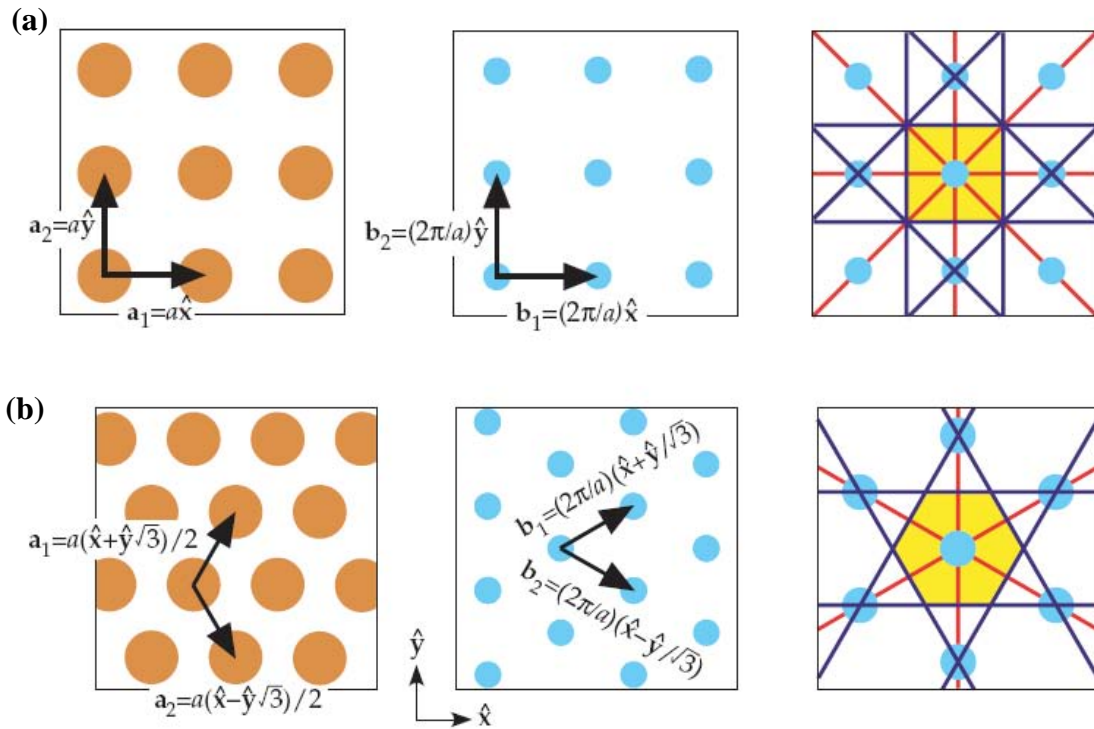 (a)
a₂=aŷ
a₁=ax̂
b₂=(2π/a)ŷ
b₁=(2π/a)x̂
(b)
a₁=a(x̂+ŷ√3)/2
a₂=a(x̂−ŷ√3)/2
b₁=(2π/a)(x̂+ŷ/√3)
b₂=(2π/a)(x̂−ŷ/√3)
ŷ
x̂